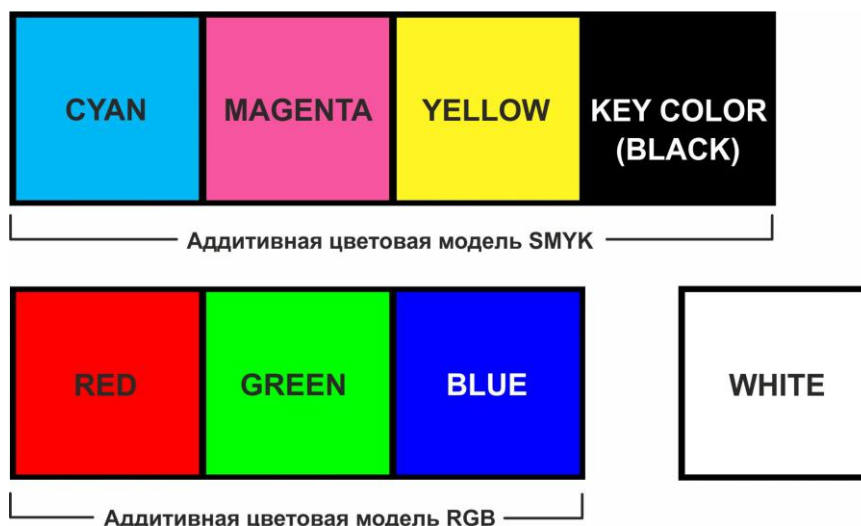 CYAN MAGENTA YELLOW KEY COLOR
(BLACK)
Аддитивная цветовая модель SMYK
RED GREEN BLUE WHITE
Аддитивная цветовая модель RGB